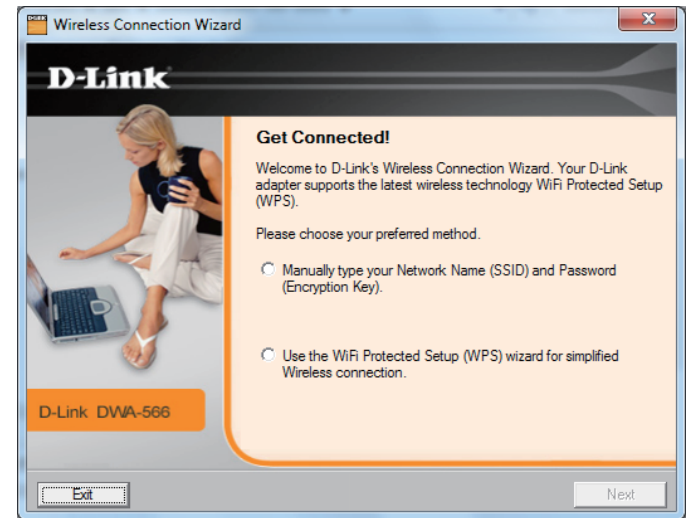 Wireless Connection Wizard
D-Link
Get Connected!
Welcome to D-Link's Wireless Connection Wizard. Your D-Link
adapter supports the latest wireless technology WiFi Protected Setup
(WPS).
Please choose your preferred method.
Manually type your Network Name (SSID) and Password
(Encryption Key).
Use the WiFi Protected Setup (WPS) wizard for simplified
Wireless connection.
D-Link DWA-566
Exit
Next